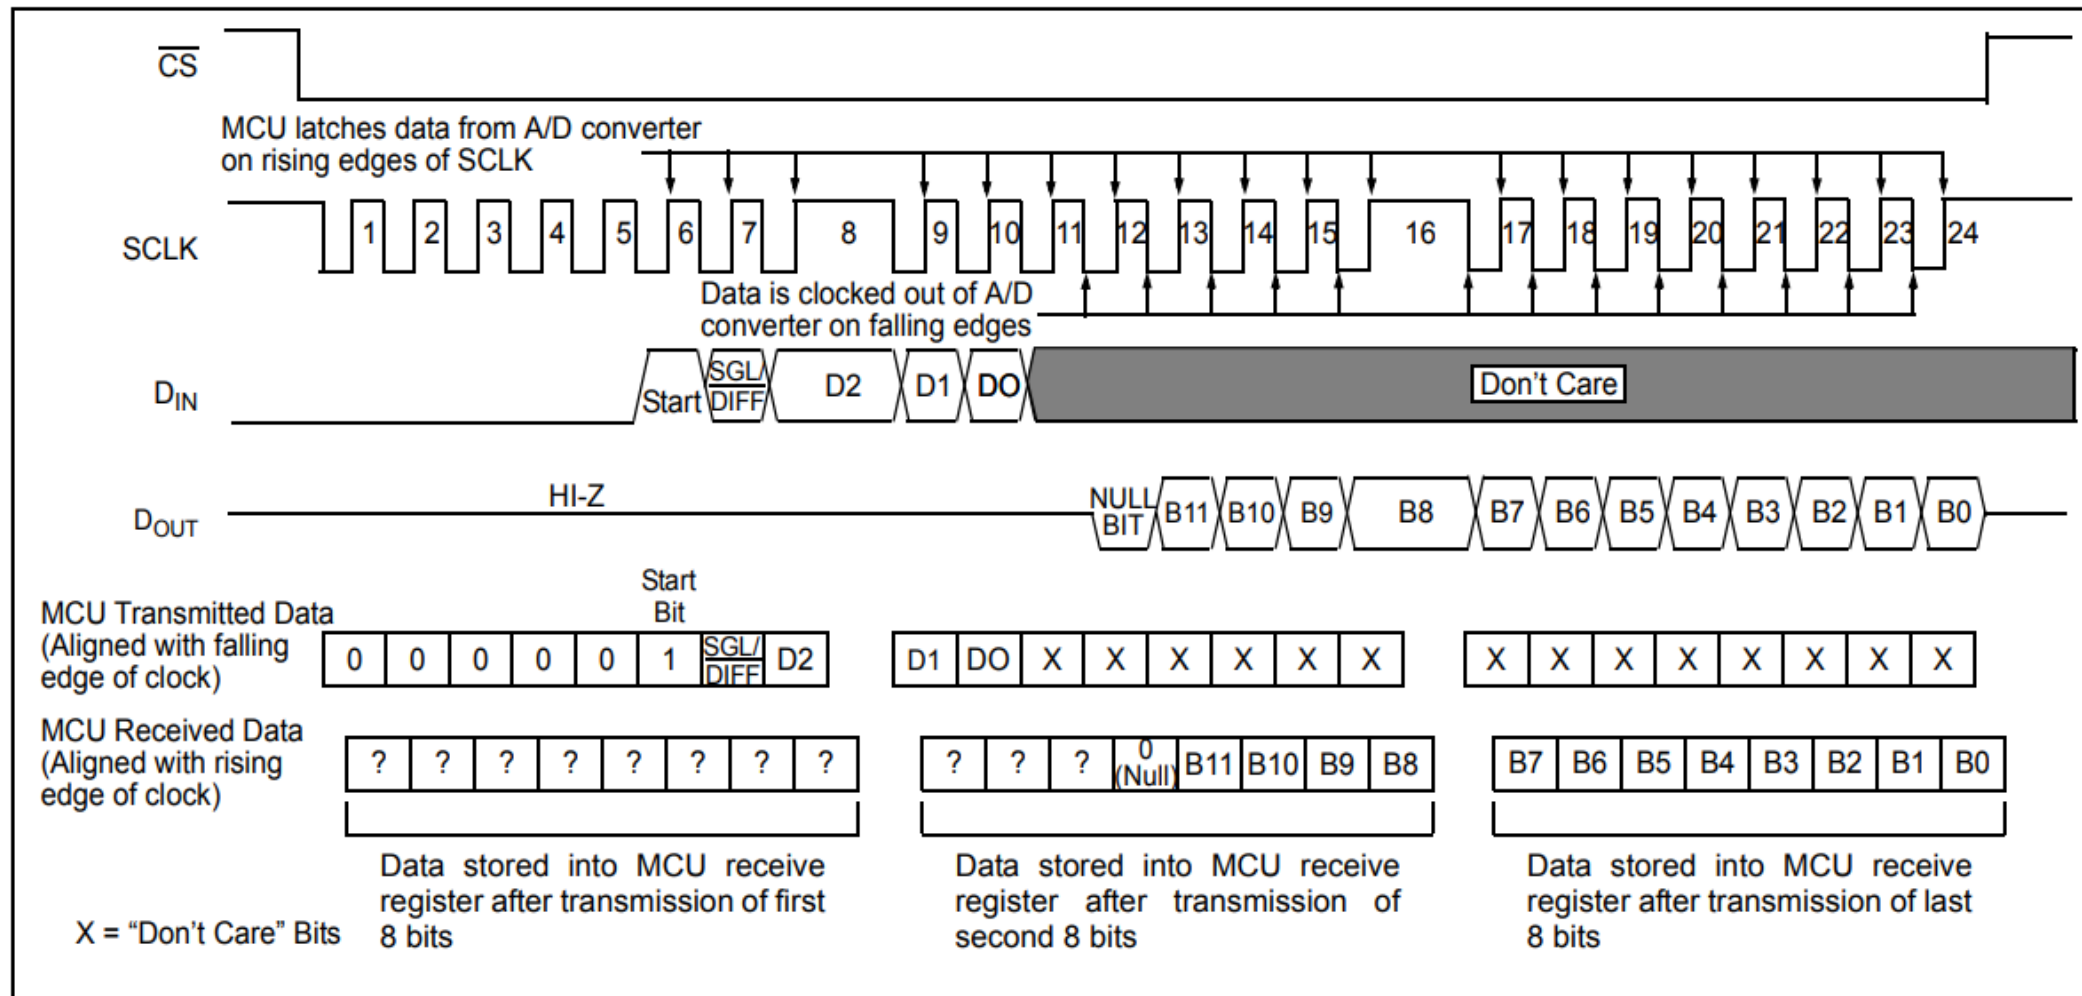 CS
MCU latches data from A/D converter
on rising edges of SCLK
SCLK
1 2 3 4 5 6 7 8 9 10 11 12 13 14 15 16 17 18 19 20 21 22 23 24
Data is clocked out of A/D
converter on falling edges
DIN
Start SGL/DIFF D2 D1 DO Don't Care
HI-Z
DOUT
NULL BIT B11 B10 B9 B8 B7 B6 B5 B4 B3 B2 B1 B0
Start
Bit
MCU Transmitted Data
(Aligned with falling
edge of clock)
0 0 0 0 0 1 SGL/DIFF D2 D1 DO X X X X X X X X X X X X X X
MCU Received Data
(Aligned with rising
edge of clock)
? ? ? ? ? ? ? ? ? ? ? 0 (Null) B11 B10 B9 B8 B7 B6 B5 B4 B3 B2 B1 B0
Data stored into MCU receive
register after transmission of first
8 bits
Data stored into MCU receive
register after transmission of
second 8 bits
Data stored into MCU receive
register after transmission of last
8 bits
X = “Don't Care” Bits